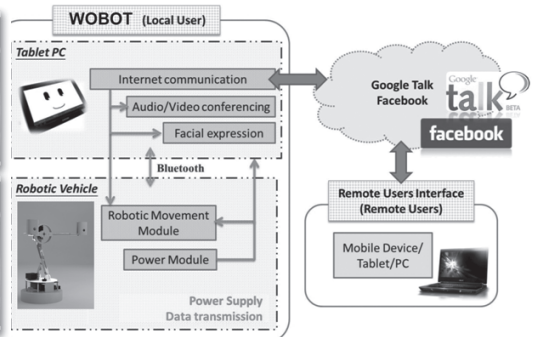 WOBOT (Local User)
Tablet PC
Internet communication
Audio/Video conferencing
Facial expression
Bluetooth
Robotic Vehicle
Robotic Movement
Module
Power Module
Power Supply
Data transmission
Google Talk
Facebook
Google
talk
BETA
facebook
Remote Users Interface
(Remote Users)
Mobile Device/
Tablet/PC